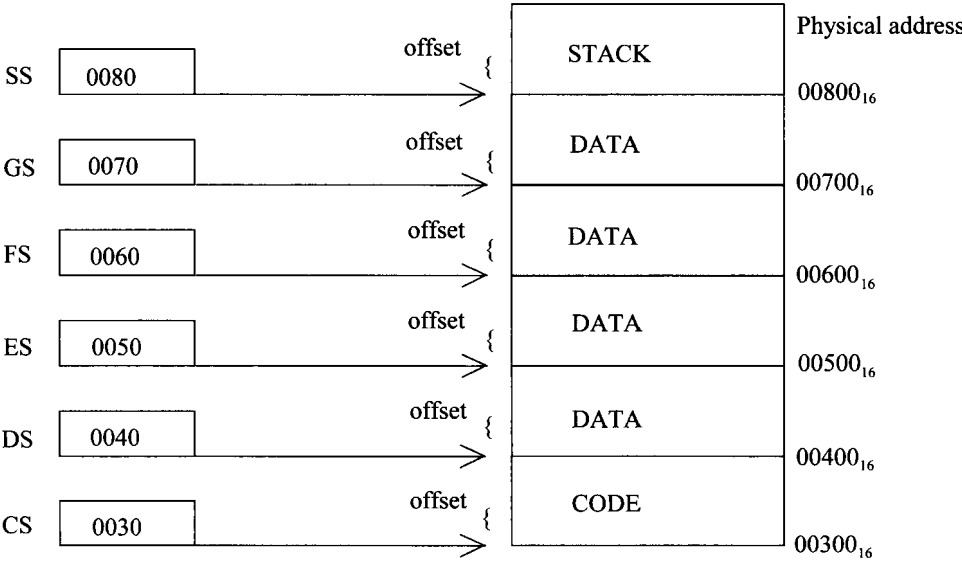 Physical address
offset
{
STACK
SS
0080
00800₁₆
offset
{
DATA
GS
0070
00700₁₆
offset
{
DATA
FS
0060
00600₁₆
offset
{
DATA
ES
0050
00500₁₆
offset
{
DATA
DS
0040
00400₁₆
offset
{
CODE
CS
0030
00300₁₆